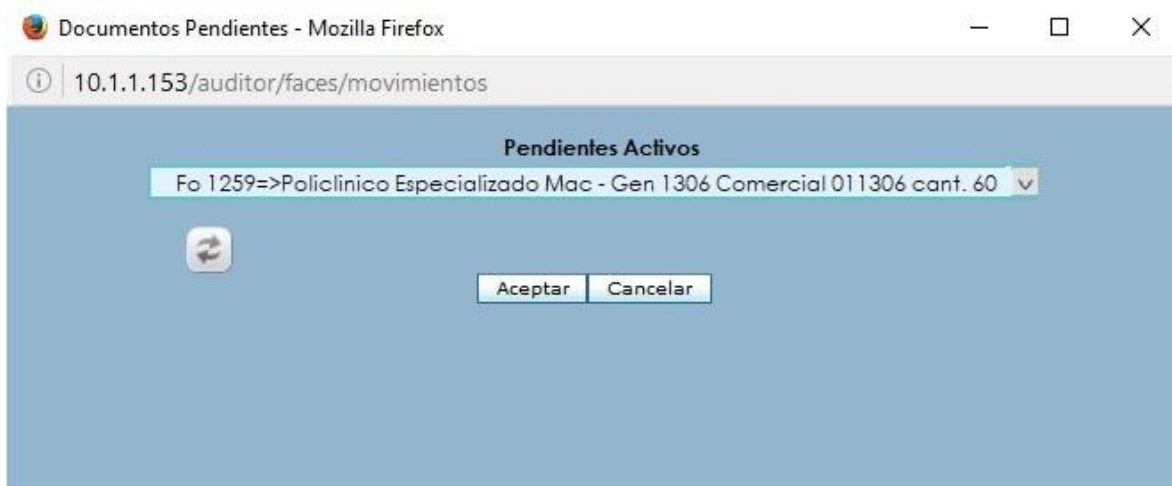 Documentos Pendientes - Mozilla Firefox
10.1.1.153/auditor/faces/movimientos
Pendientes Activos
Fo 1259=>Policlinico Especializado Mac - Gen 1306 Comercial 011306 cant. 60
Aceptar Cancelar